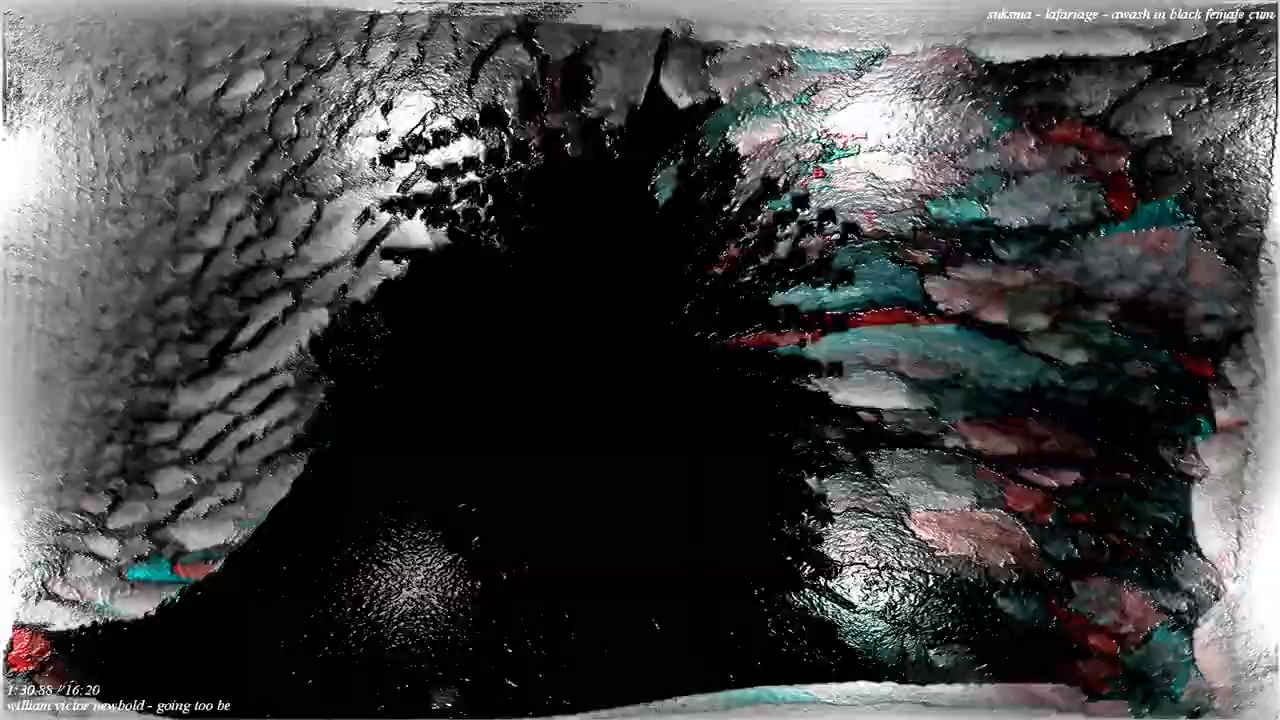 suksma - lafariage - awash in black female cum
1:30.88 / 16:20
william victor newbold - going too be